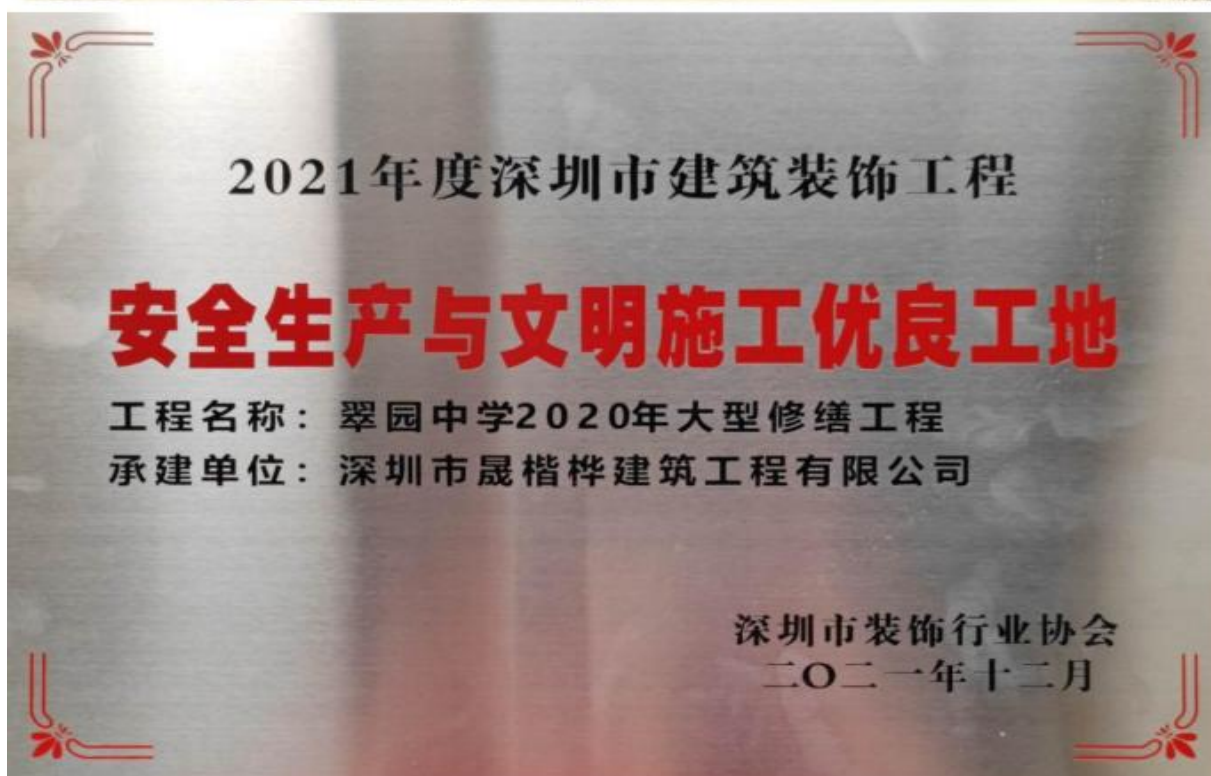 2021年度深圳市建筑装饰工程
安全生产与文明施工优良工地
工程名称：翠园中学2020年大型修缮工程
承建单位：深圳市晟楷桦建筑工程有限公司
深圳市装饰行业协会
二〇二一年十二月